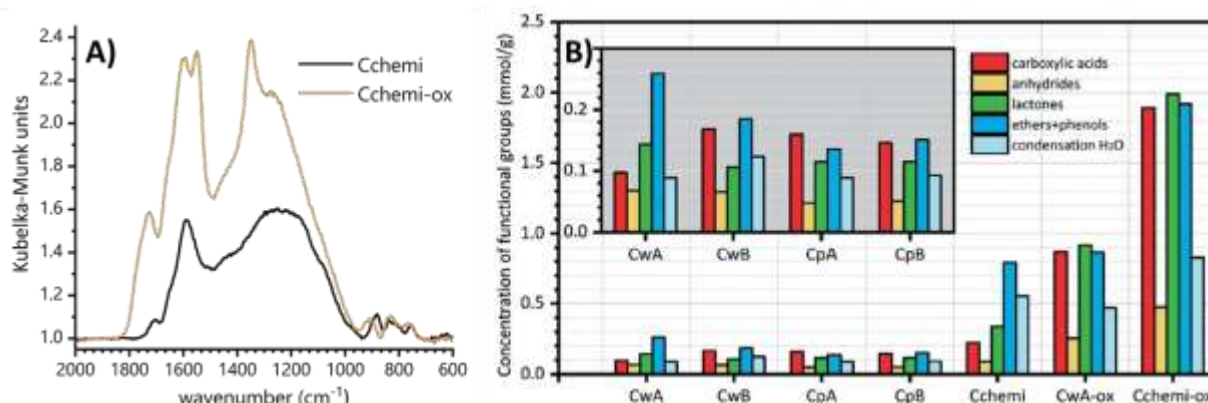 A)
Kubelka-Munk units
2.4
2.2
2.0
1.8
1.6
1.4
1.2
1.0
Cchemi
Cchemi-ox
2000
1600
1400
1200
1000
800
600
wavenumber (cm⁻¹)
B)
Concentration of functional groups (mmol/g)
2.5
2.0
1.5
1.0
0.5
0.0
0.2
0.1
0.0
CwA
CwB
CpA
CpB
carboxylic acids
anhydrides
lactones
ethers+phenols
condensation H₂O
CwA
CwB
CpA
CpB
Cchemi
CwA-ox
Cchemi-ox